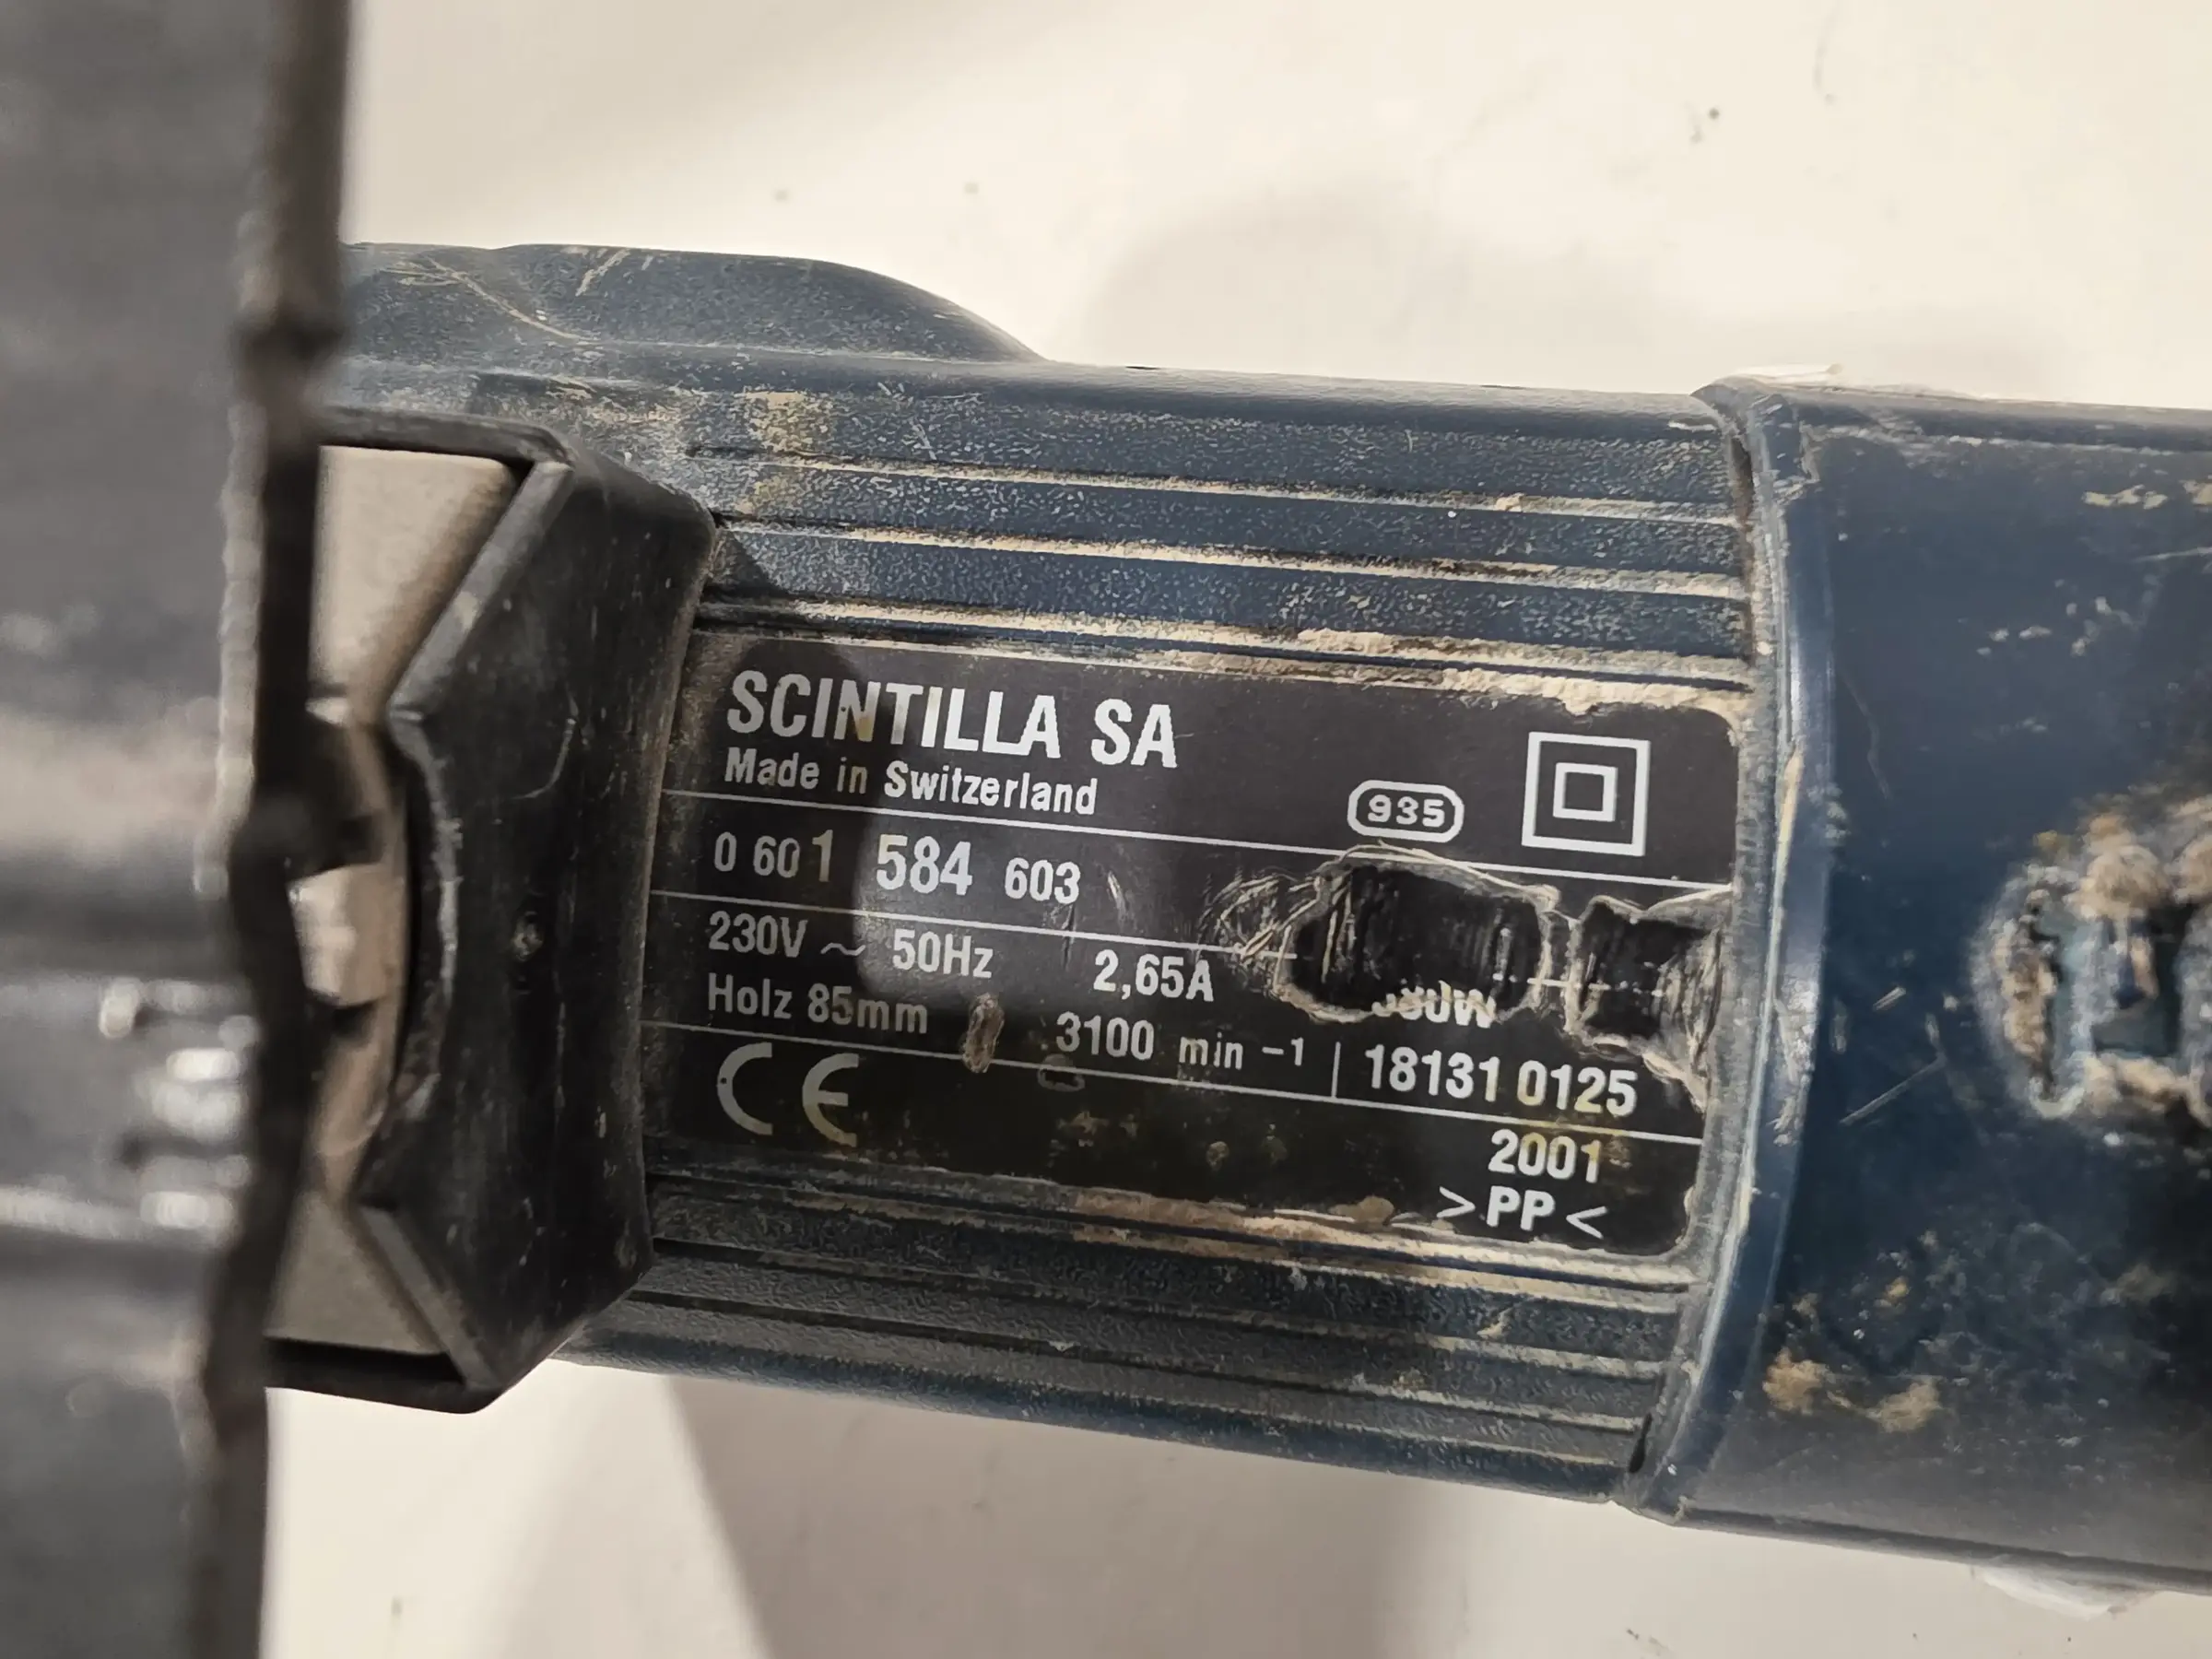 SCINTILLA SA
Made in Switzerland
935
0 601 584 603
230V ~ 50Hz 2,65A
Holz 85mm 3100 min -1 18131 0125
CE
2001
>PP<